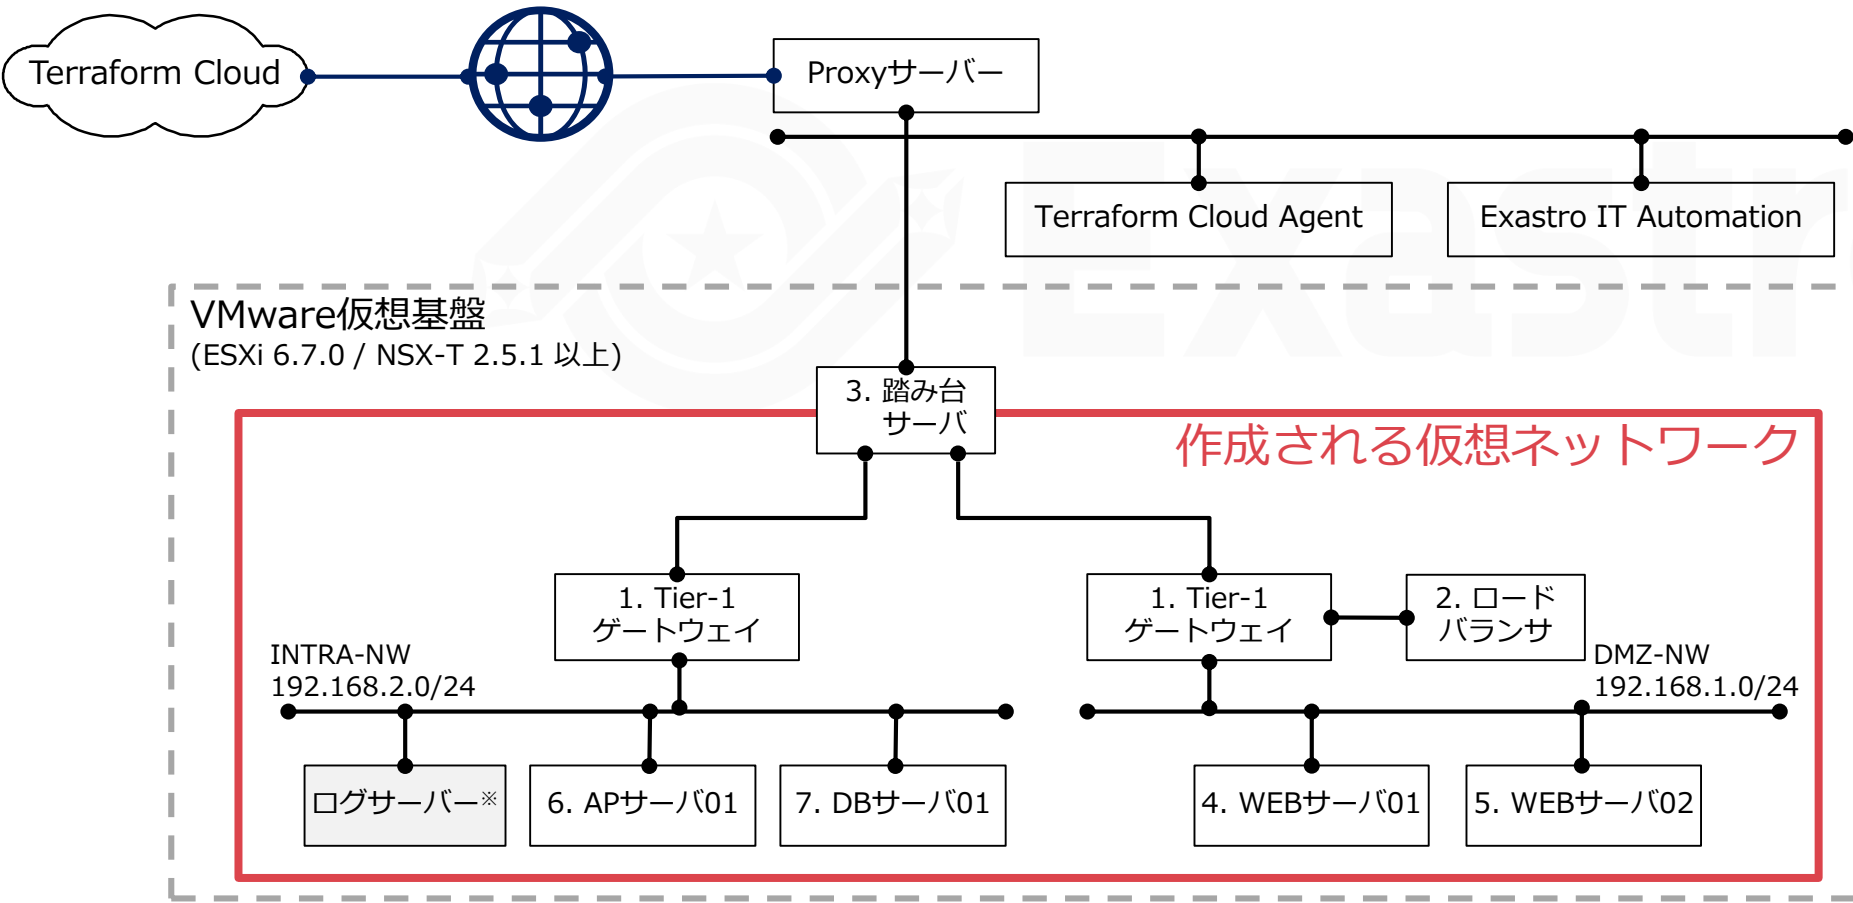 Terraform Cloud
Proxyサーバー
Terraform Cloud Agent
Exastro IT Automation
Exastro
VMware仮想基盤
(ESXi 6.7.0 / NSX-T 2.5.1 以上)
3. 踏み台
サーバ
作成される仮想ネットワーク
1. Tier-1
ゲートウェイ
1. Tier-1
ゲートウェイ
2. ロード
バランサ
INTRA-NW
192.168.2.0/24
DMZ-NW
192.168.1.0/24
ログサーバー※
6. APサーバ01
7. DBサーバ01
4. WEBサーバ01
5. WEBサーバ02